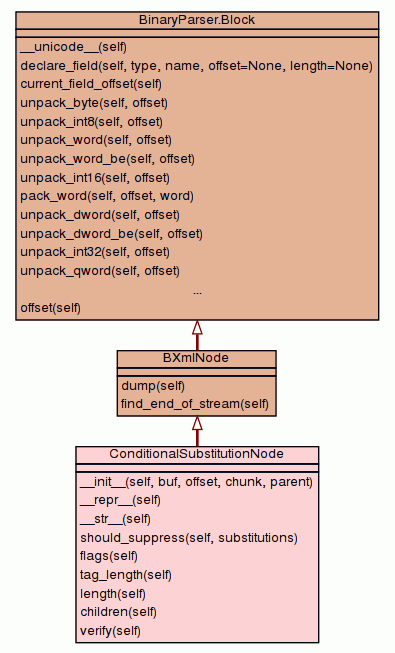 BinaryParser.Block
__unicode__(self)
declare_field(self, type, name, offset=None, length=None)
current_field_offset(self)
unpack_byte(self, offset)
unpack_int8(self, offset)
unpack_word(self, offset)
unpack_word_be(self, offset)
unpack_int16(self, offset)
pack_word(self, offset, word)
unpack_dword(self, offset)
unpack_dword_be(self, offset)
unpack_int32(self, offset)
unpack_qword(self, offset)
...
offset(self)
BXmlNode
dump(self)
find_end_of_stream(self)
ConditionalSubstitutionNode
__init__(self, buf, offset, chunk, parent)
__repr__(self)
__str__(self)
should_suppress(self, substitutions)
flags(self)
tag_length(self)
length(self)
children(self)
verify(self)